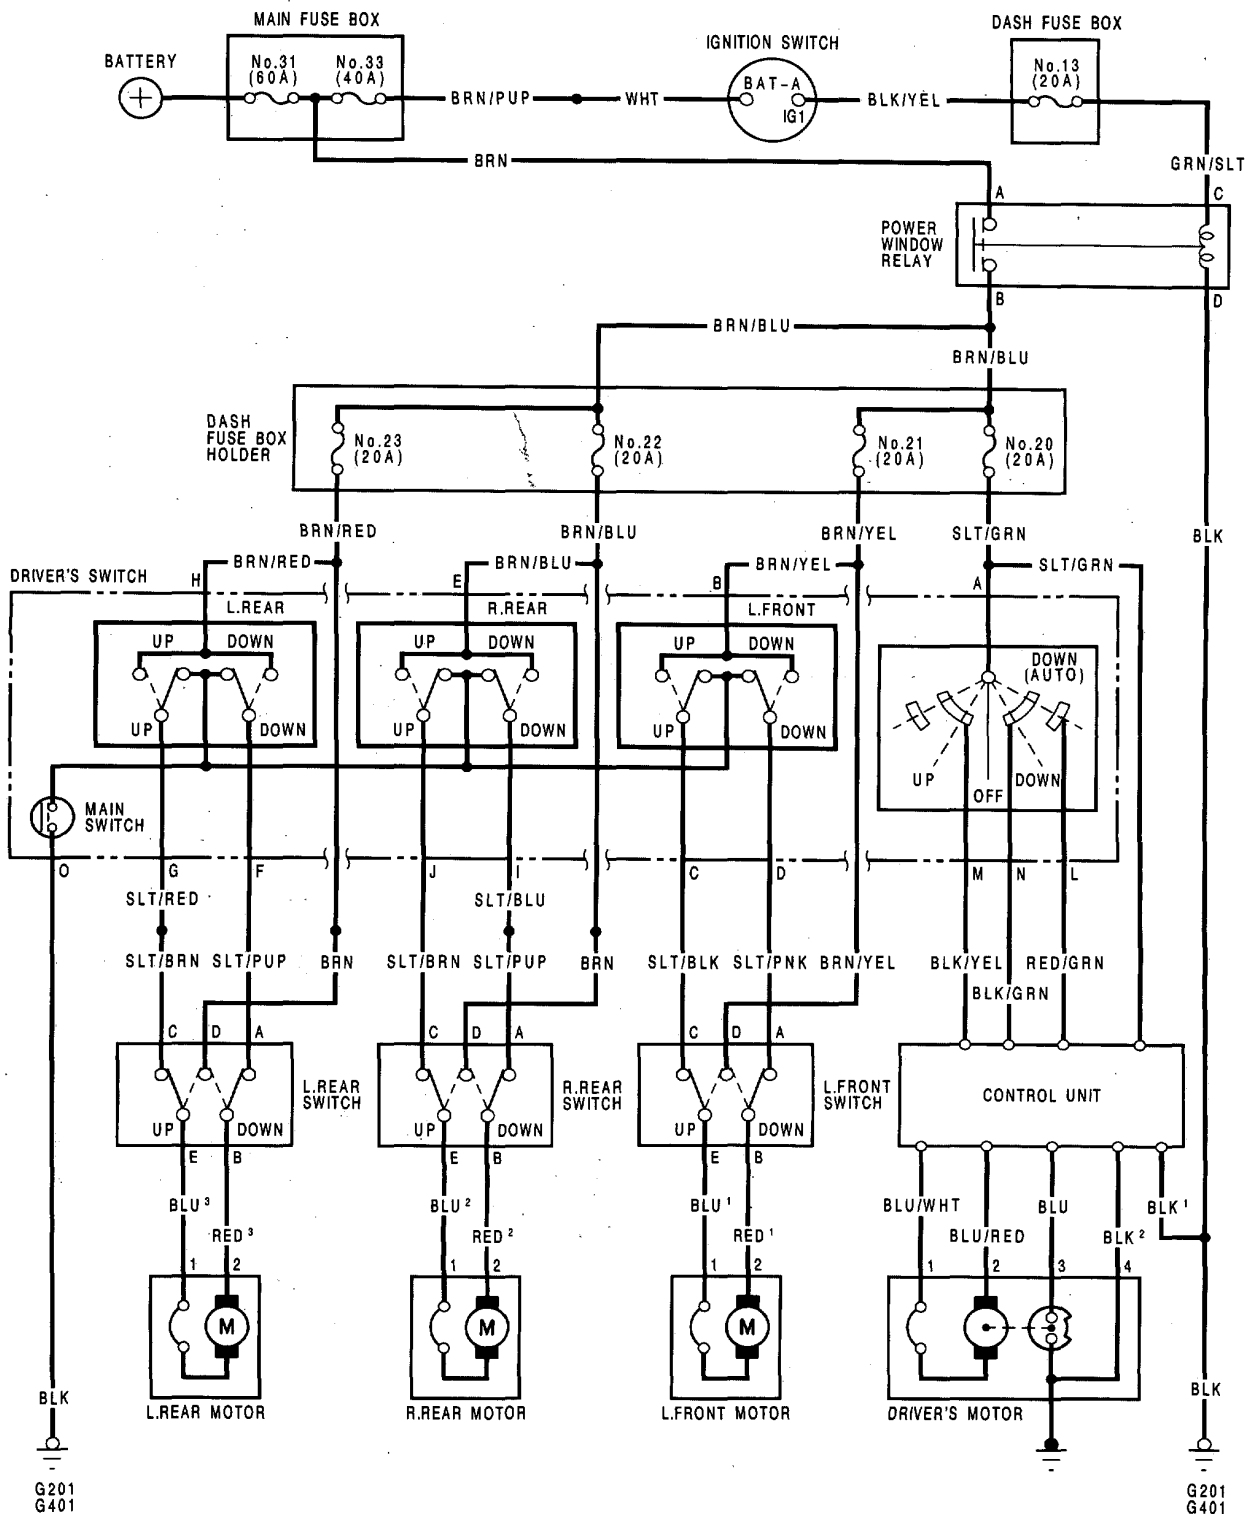 MAIN FUSE BOX
DASH FUSE BOX
IGNITION SWITCH
BATTERY
No.31
(60A)
No.33
(40A)
No.13
(20A)
BAT-A
IG1
BRN/PUP
WHT
BLK/YEL
BRN
GRN/SLT
A
C
POWER
WINDOW
RELAY
B
D
BRN/BLU
BRN/BLU
DASH
FUSE BOX
HOLDER
No.23
(20A)
No.22
(20A)
No.21
(20A)
No.20
(20A)
BRN/RED
BRN/BLU
BRN/YEL
SLT/GRN
BLK
BRN/RED
BRN/BLU
BRN/YEL
SLT/GRN
DRIVER'S SWITCH
H
E
B
A
L.REAR
R.REAR
L.FRONT
UP
DOWN
UP
DOWN
UP
DOWN
DOWN
(AUTO)
UP
DOWN
UP
DOWN
UP
DOWN
UP
OFF
DOWN
MAIN
SWITCH
O
G
F
J
I
C
D
M
N
L
SLT/RED
SLT/BLU
SLT/BRN
SLT/PUP
BRN
SLT/BRN
SLT/PUP
BRN
SLT/BLK
SLT/PNK
BRN/YEL
BLK/YEL
RED/GRN
BLK/GRN
C
D
A
C
D
A
C
D
A
L.REAR
SWITCH
R.REAR
SWITCH
L.FRONT
SWITCH
CONTROL UNIT
UP
DOWN
UP
DOWN
UP
DOWN
E
B
E
B
E
B
BLU³
RED³
BLU²
RED²
BLU¹
RED¹
BLU/WHT
BLU/RED
BLU
BLK²
BLK¹
1
2
1
2
1
2
1
2
3
4
M
M
M
L.REAR MOTOR
R.REAR MOTOR
L.FRONT MOTOR
DRIVER'S MOTOR
BLK
BLK
G201
G401
G201
G401